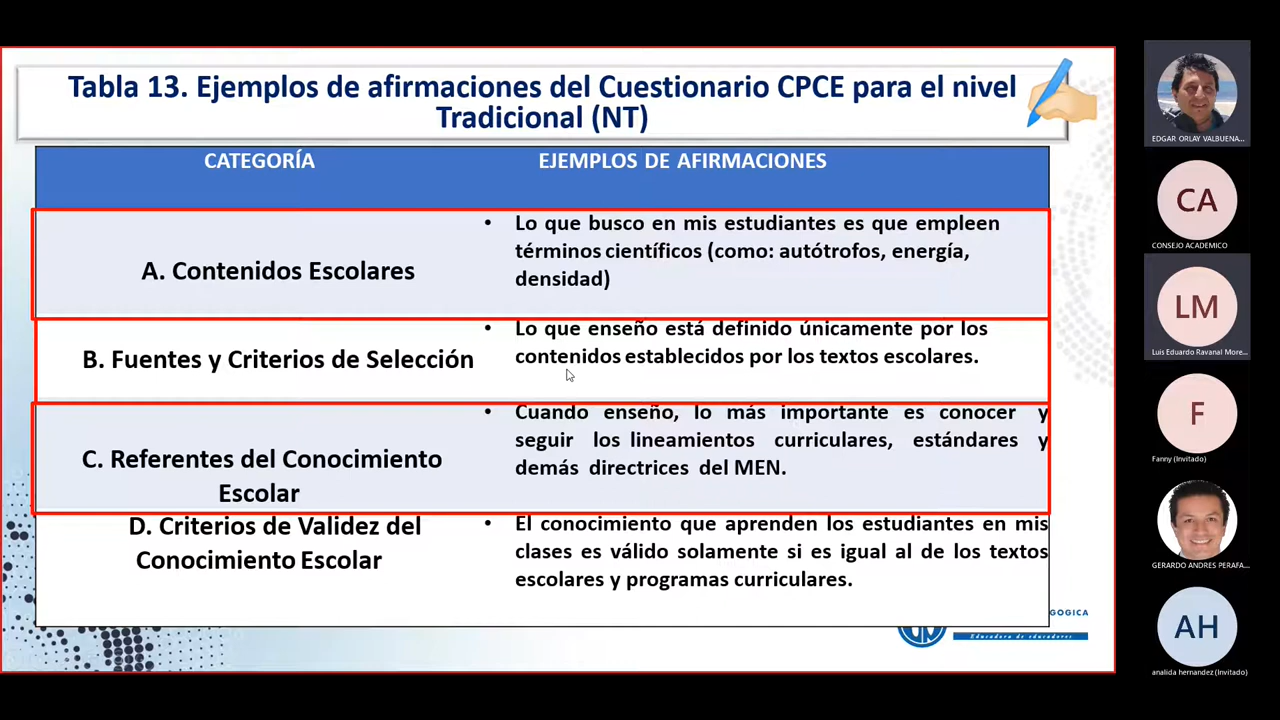 Tabla 13. Ejemplos de afirmaciones del Cuestionario CPCE para el nivel
Tradicional (NT)
CATEGORÍA
EJEMPLOS DE AFIRMACIONES
A. Contenidos Escolares
• Lo que busco en mis estudiantes es que empleen
términos científicos (como: autótrofos, energía,
densidad)
B. Fuentes y Criterios de Selección
• Lo que enseño está definido únicamente por los
contenidos establecidos por los textos escolares.
C. Referentes del Conocimiento
Escolar
• Cuando enseño, lo más importante es conocer y
seguir los lineamientos curriculares, estándares y
demás directrices del MEN.
D. Criterios de Validez del
Conocimiento Escolar
• El conocimiento que aprenden los estudiantes en mis
clases es válido solamente si es igual al de los textos
escolares y programas curriculares.
Educadora de educadores
EDGAR ORLAY VALBUENA...
CA
CONSEJO ACADEMICO
LM
Luis Eduardo Ravanal More...
F
Fanny (Invitado)
GERARDO ANDRES PERAFA...
AH
analida hernandez (Invitado)